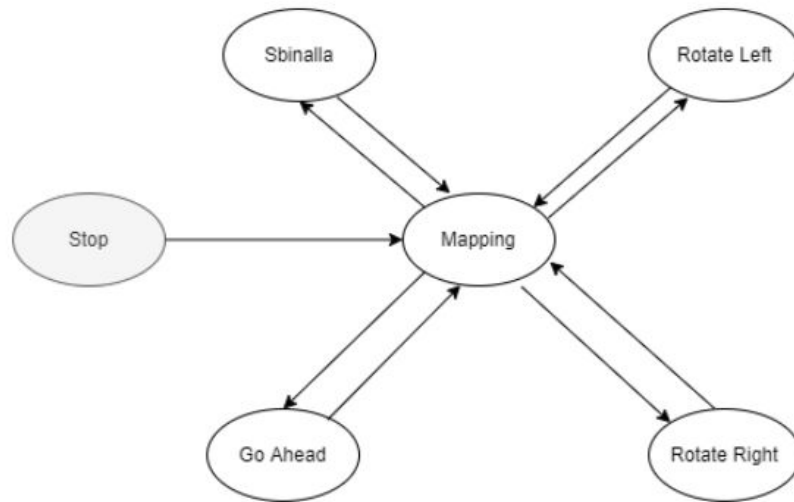 Sbinalla
Rotate Left
Stop
Mapping
Go Ahead
Rotate Right